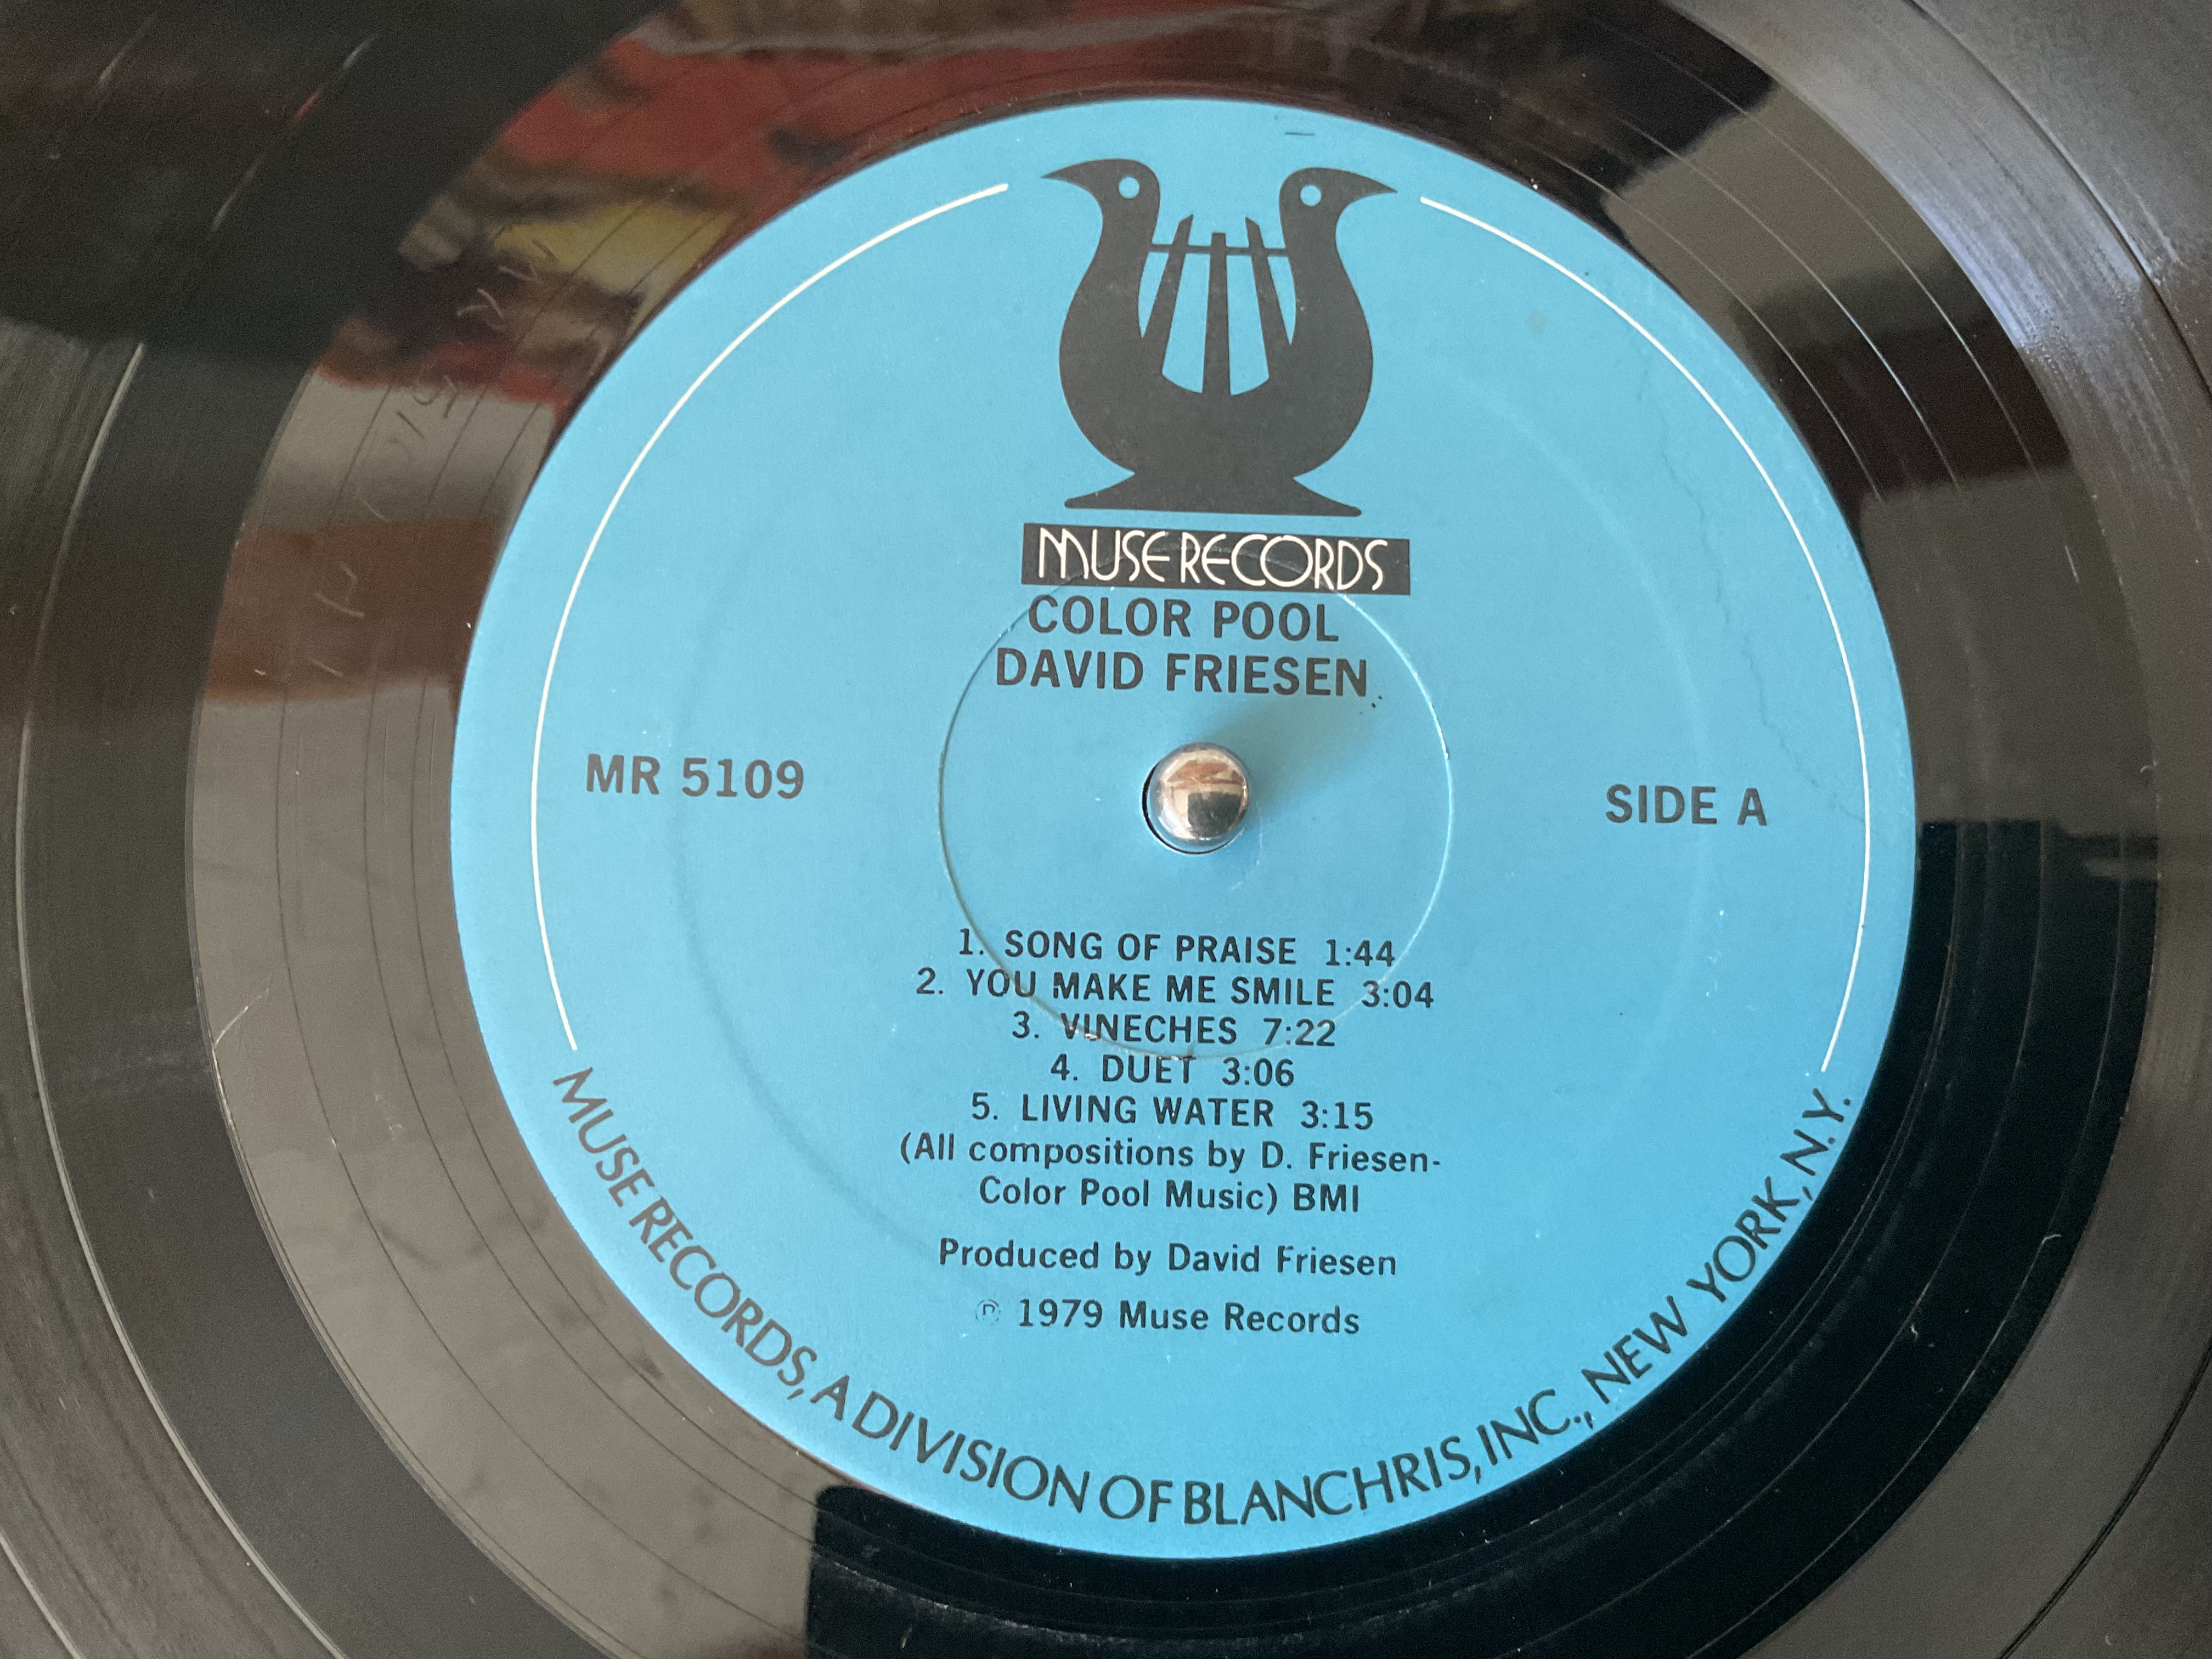 MUSE RECORDS
COLOR POOL
DAVID FRIESEN
MR 5109
SIDE A
1. SONG OF PRAISE 1:44
2. YOU MAKE ME SMILE 3:04
3. VINECHES 7:22
4. DUET 3:06
5. LIVING WATER 3:15
(All compositions by D. Friesen-
Color Pool Music) BMI
Produced by David Friesen
℗ 1979 Muse Records
MUSE RECORDS, A DIVISION OF BLANCHRIS, INC., NEW YORK, N.Y.